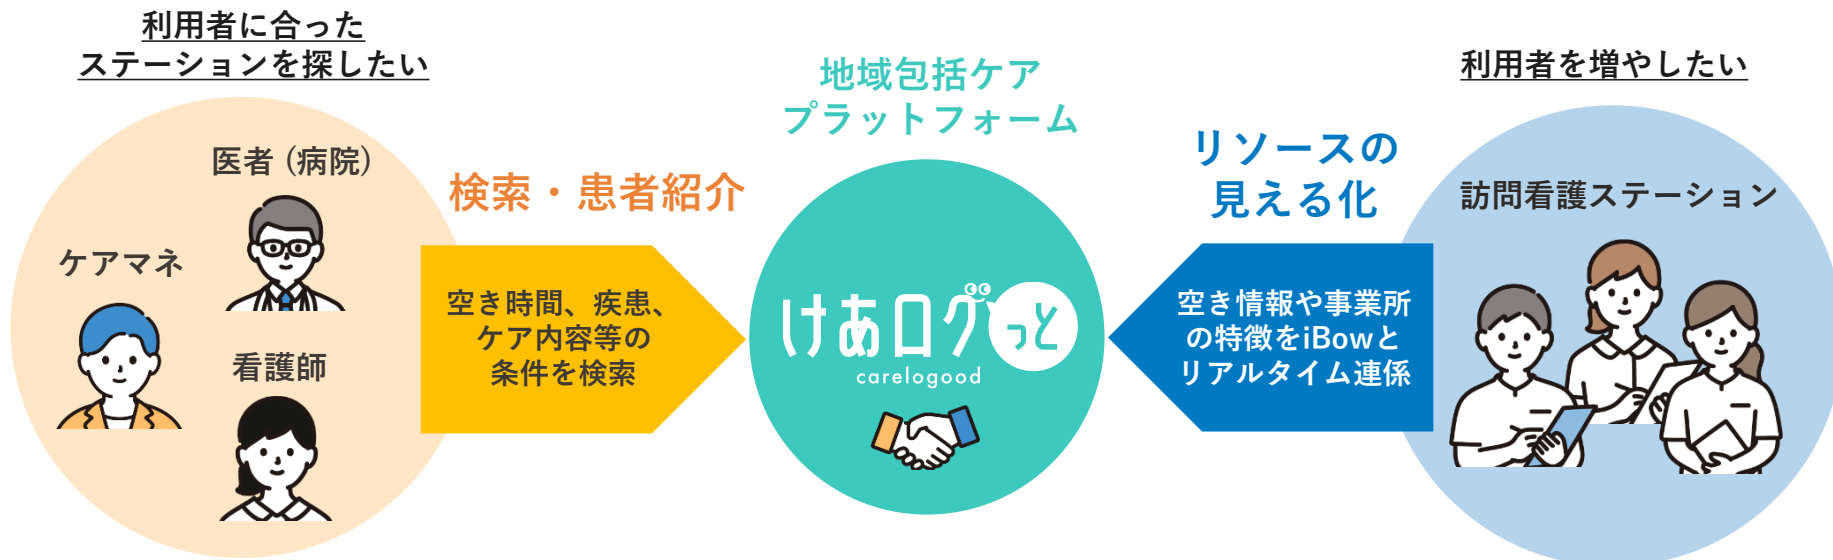 利用者に合った
ステーションを探したい
医者 (病院)
ケアマネ
看護師
検索・患者紹介
空き時間、疾患、
ケア内容等の
条件を検索
地域包括ケア
プラットフォーム
けあログっと
carelogood
リソースの
見える化
空き情報や事業所
の特徴をiBowと
リアルタイム連係
利用者を増やしたい
訪問看護ステーション